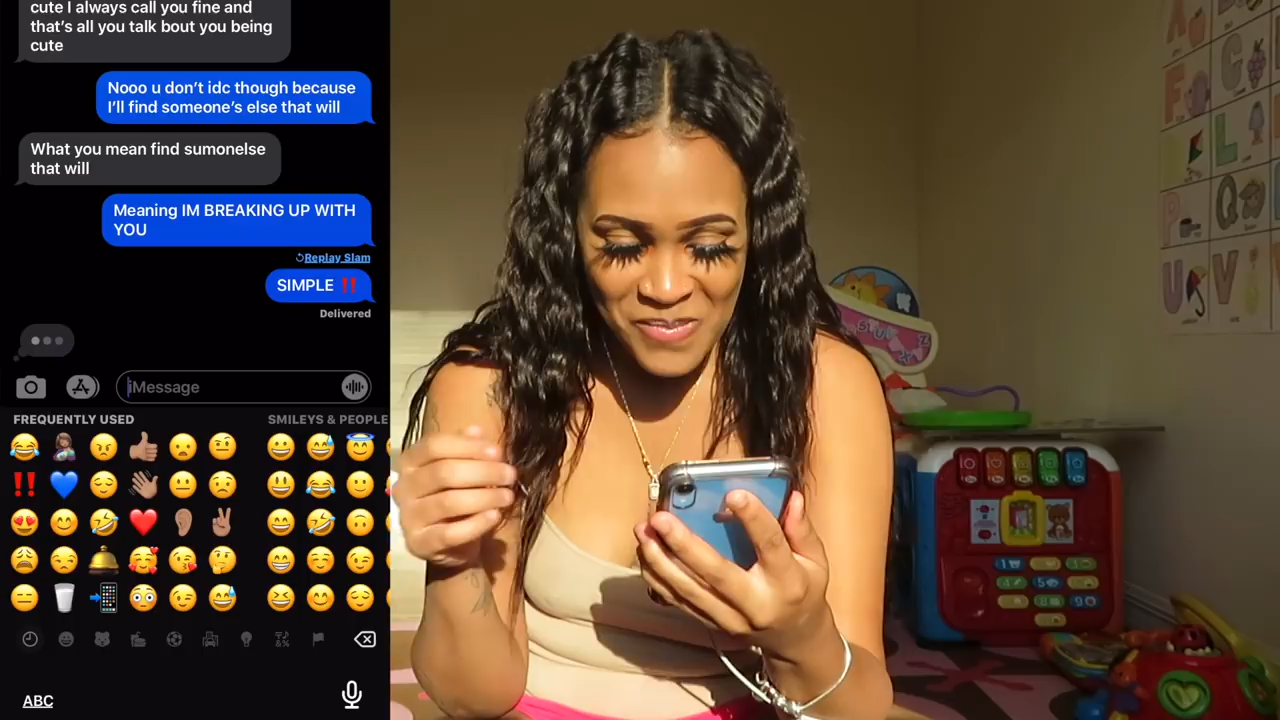 cute I always call you fine and
that's all you talk bout you being
cute
Nooo u don't idc though because
I'll find someone's else that will
What you mean find sumonelse
that will
Meaning IM BREAKING UP WITH
YOU
Replay Slam
SIMPLE ‼️
Delivered
iMessage
FREQUENTLY USED
SMILEYS & PEOPLE
ABC
F
L
P
Q
U
V